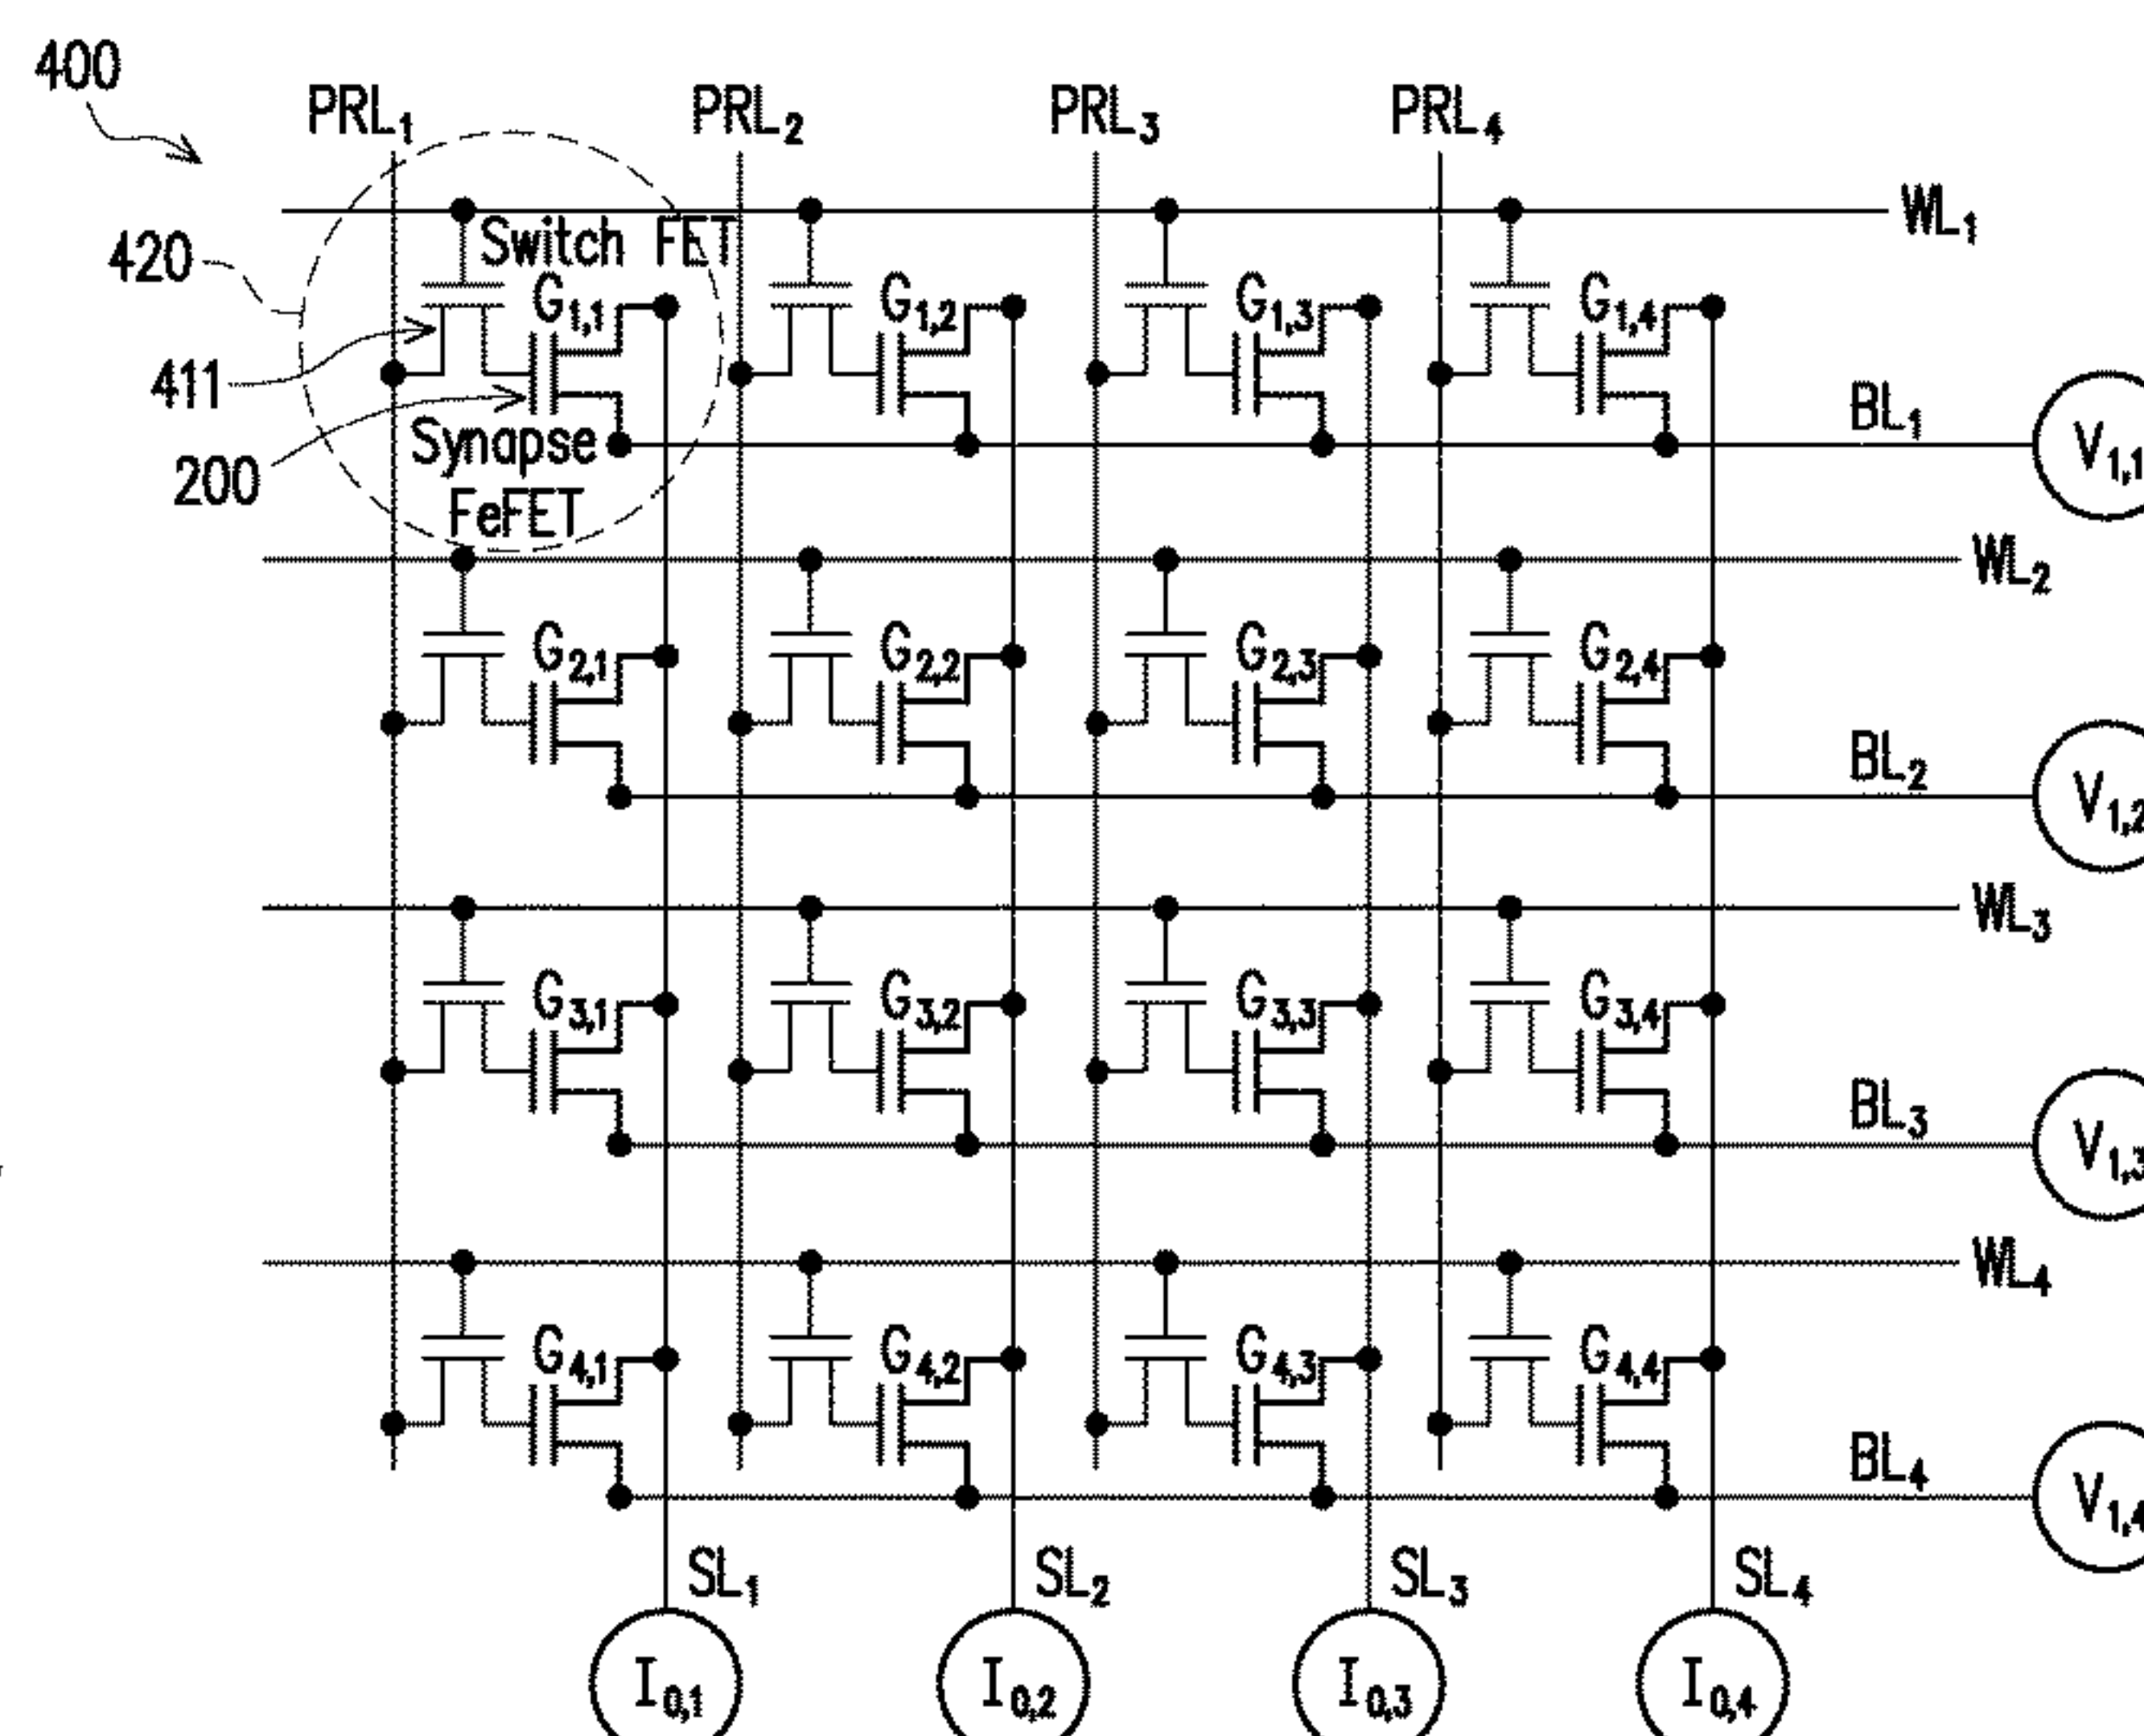 400
PRL1 PRL2 PRL3 PRL4
WL1
420 Switch FET
G1,1 G1,2 G1,3 G1,4
411
BL1 V1,1
Synapse
200
FeFET
WL2
G2,1 G2,2 G2,3 G2,4
BL2 V1,2
WL3
G3,1 G3,2 G3,3 G3,4
BL3 V1,3
WL4
G4,1 G4,2 G4,3 G4,4
BL4 V1,4
SL1 SL2 SL3 SL4
I0,1 I0,2 I0,3 I0,4